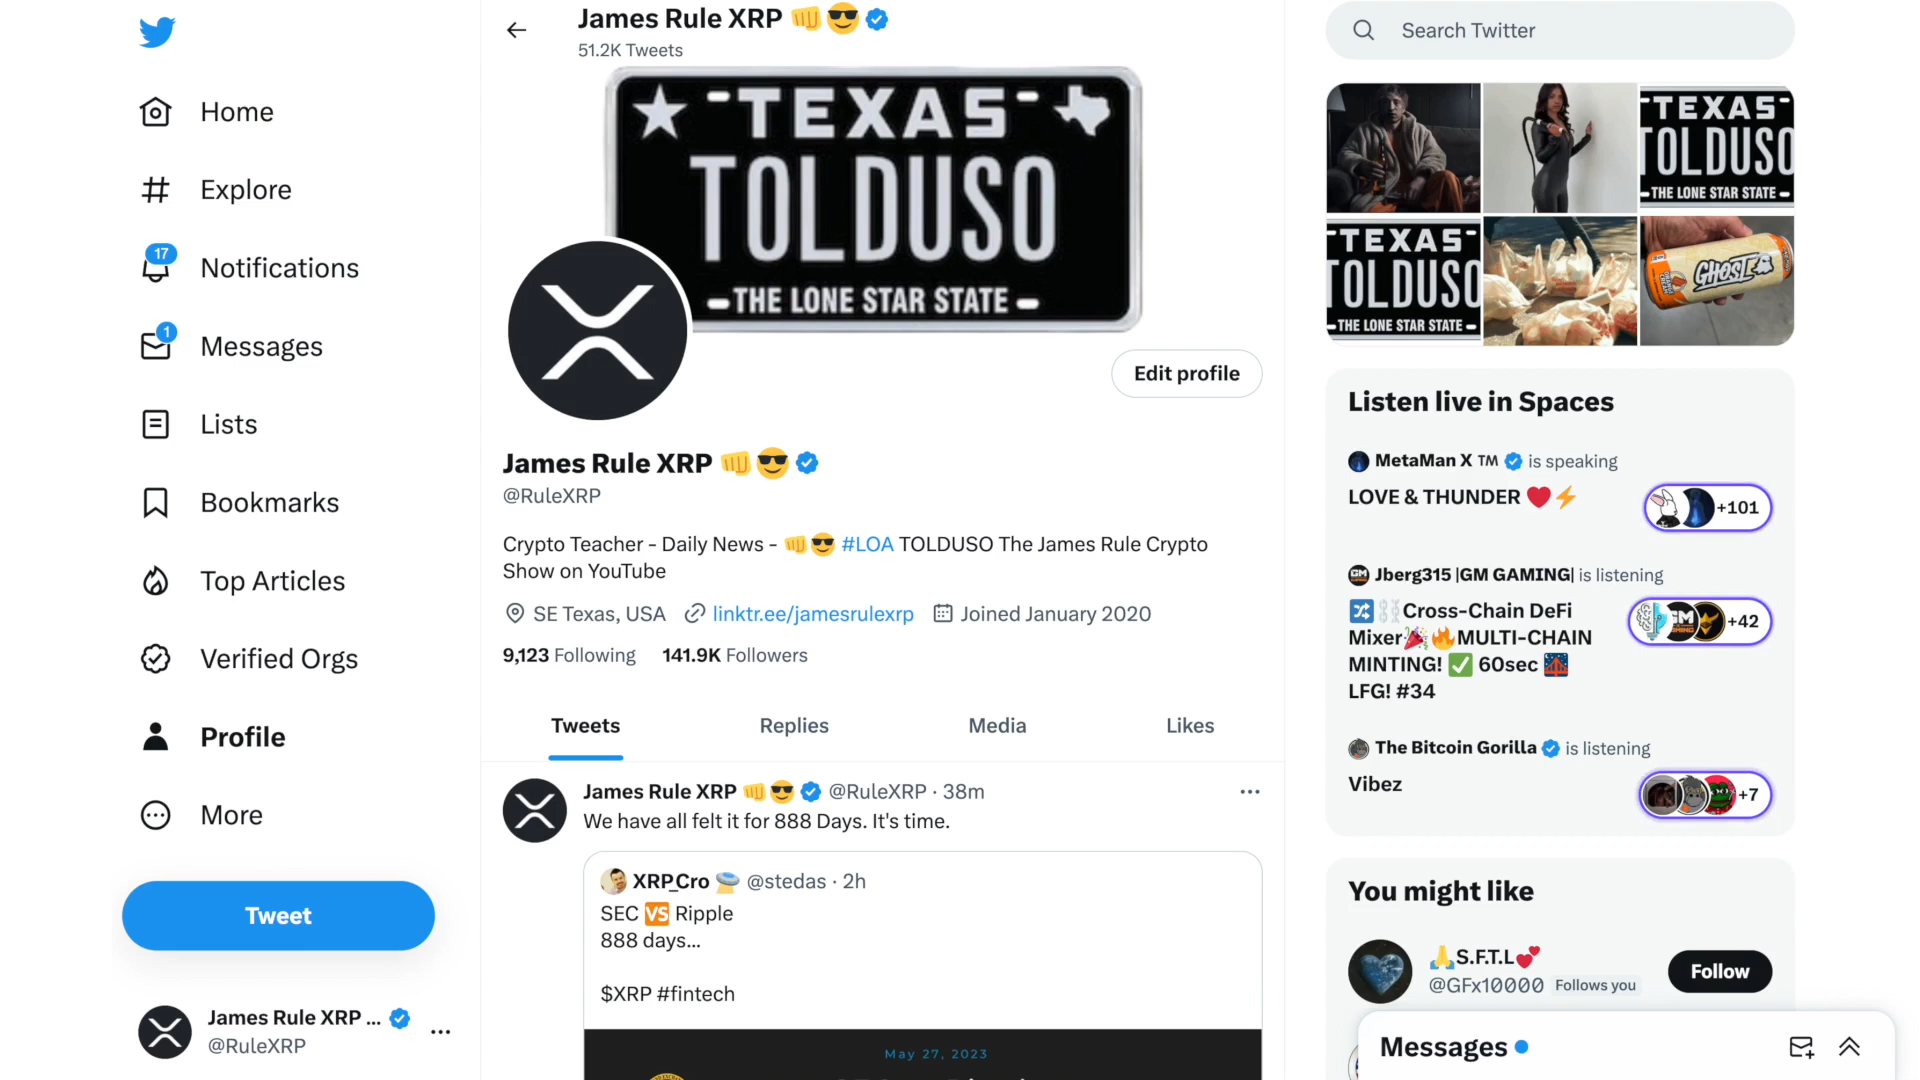 Home
Explore
17
Notifications
1
Messages
Lists
Bookmarks
Top Articles
Verified Orgs
Profile
More
Tweet
James Rule XRP ...
@RuleXRP
James Rule XRP 👊😎
51.2K Tweets
TEXAS
TOLDUSO
THE LONE STAR STATE
Edit profile
James Rule XRP 👊😎
@RuleXRP
Crypto Teacher - Daily News - 👊😎 #LOA TOLDUSO The James Rule Crypto
Show on YouTube
SE Texas, USA linktr.ee/jamesrulexrp Joined January 2020
9,123 Following 141.9K Followers
Tweets Replies Media Likes
James Rule XRP 👊😎 @RuleXRP · 38m
We have all felt it for 888 Days. It's time.
XRP_Cro 🛸 @stedas · 2h
SEC 🆚 Ripple
888 days...
$XRP #fintech
May 27, 2023
Search Twitter
TEXAS
TOLDUSO
THE LONE STAR STATE
TEXAS
TOLDUSO
THE LONE STAR STATE
GHOST
Listen live in Spaces
MetaMan X TM is speaking
LOVE & THUNDER ❤️⚡
+101
Jberg315 |GM GAMING| is listening
🔀⛓Cross-Chain DeFi
Mixer🎉🔥MULTI-CHAIN
MINTING! ✅ 60sec 🌉
LFG! #34
+42
The Bitcoin Gorilla is listening
Vibez
+7
You might like
🙏S.F.T.L💕
@GFx10000 Follows you
Follow
Messages